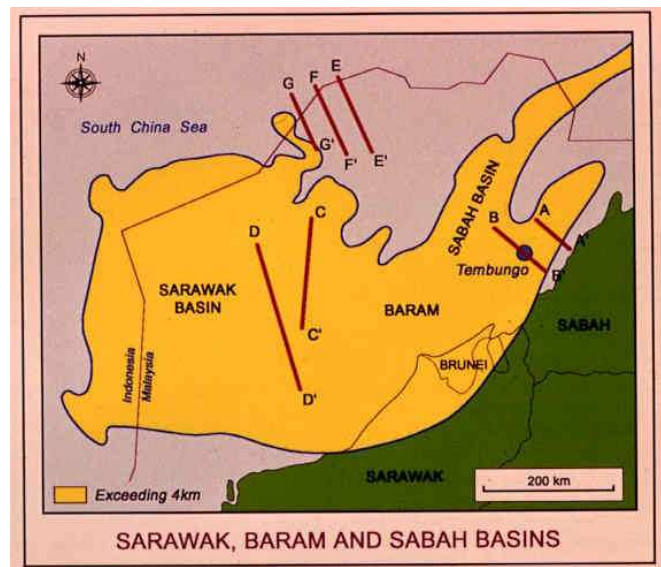 N
E
F
G
South China Sea
G'
F'
E'
C
D
SABAH BASIN
B
A
A'
Tembungo
B'
SARAWAK
BASIN
BARAM
SABAH
C'
BRUNEI
Indonesia
Malaysia
D'
SARAWAK
200 km
Exceeding 4km
SARAWAK, BARAM AND SABAH BASINS